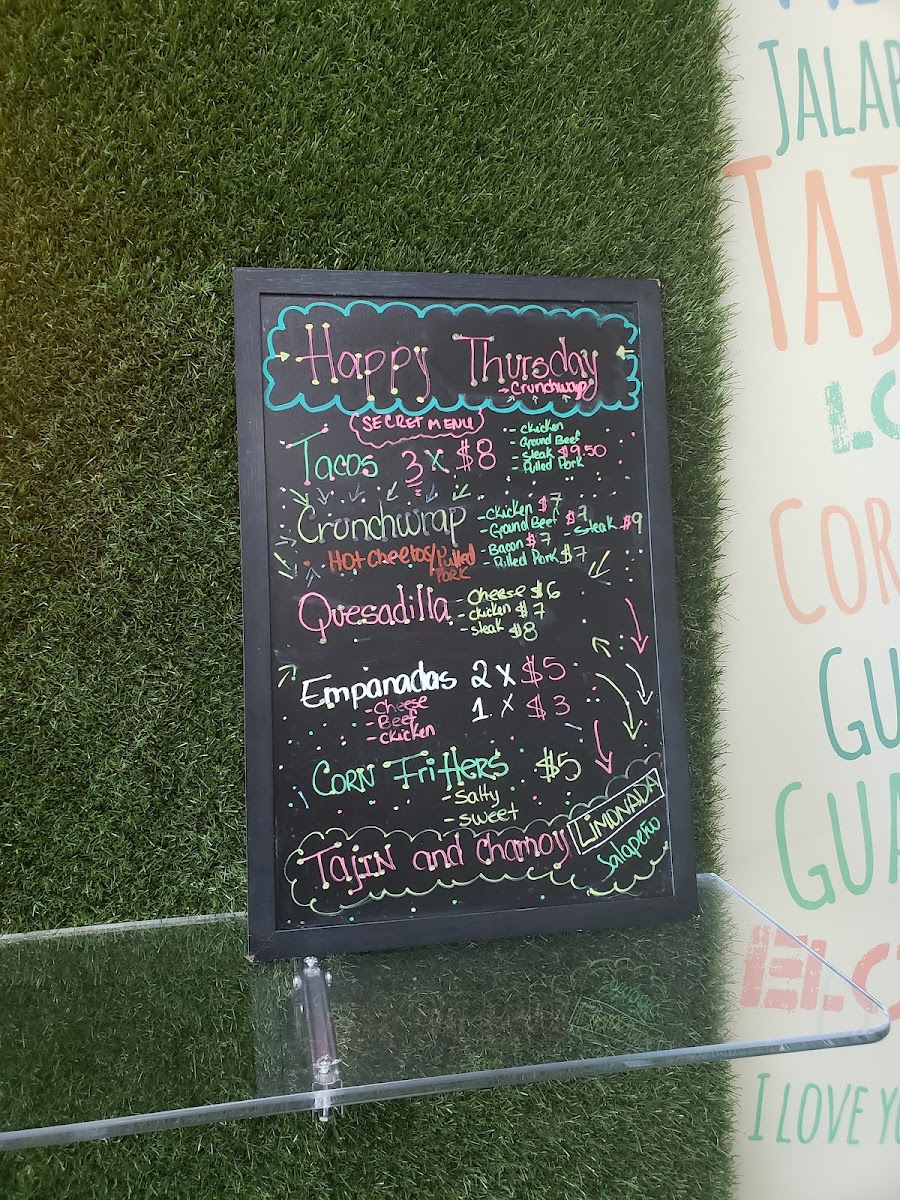 Happy Thursday
→ Crunchwrap
SECRET MENU
Tacos 3 x $8
- chicken
- Ground Beef
- steak $9.50
- Pulled Pork
Crunchwrap
- chicken $7
- Ground Beef $7
- steak $9
- Bacon $7
- Pulled Pork $7
Hot Cheetos/Pulled
Pork
Quesadilla
- Cheese $6
- chicken $7
- steak $8
Empanadas 2 x $5
1 x $3
- Cheese
- Beef
- chicken
CORN FrittERS $5
- Salty
- sweet
TajIN and chamoy
LiMONADA
Jalapeño
JALAP
TAJ
LO
COR
GU
GUA
ELO
I LOVE YO